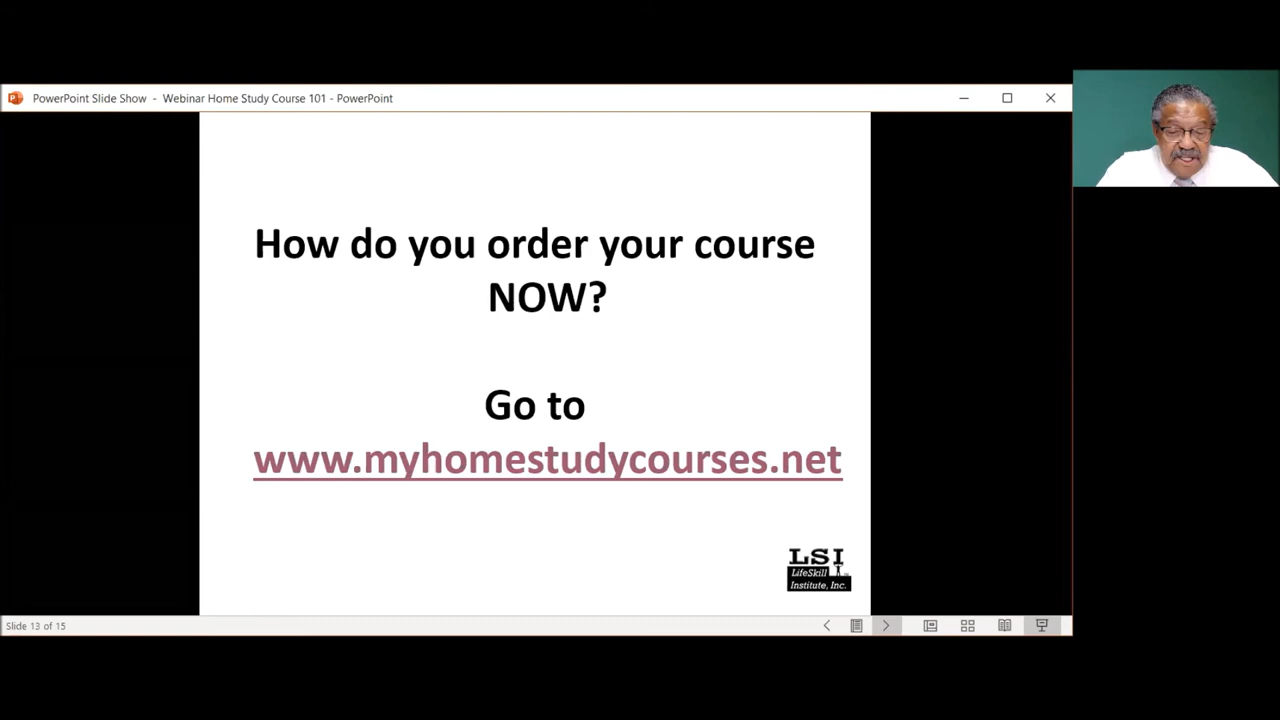 PowerPoint Slide Show - Webinar Home Study Course 101 - PowerPoint
How do you order your course
NOW?
Go to
www.myhomestudycourses.net
LSI
LifeSkill
Institute, Inc.
Slide 13 of 15